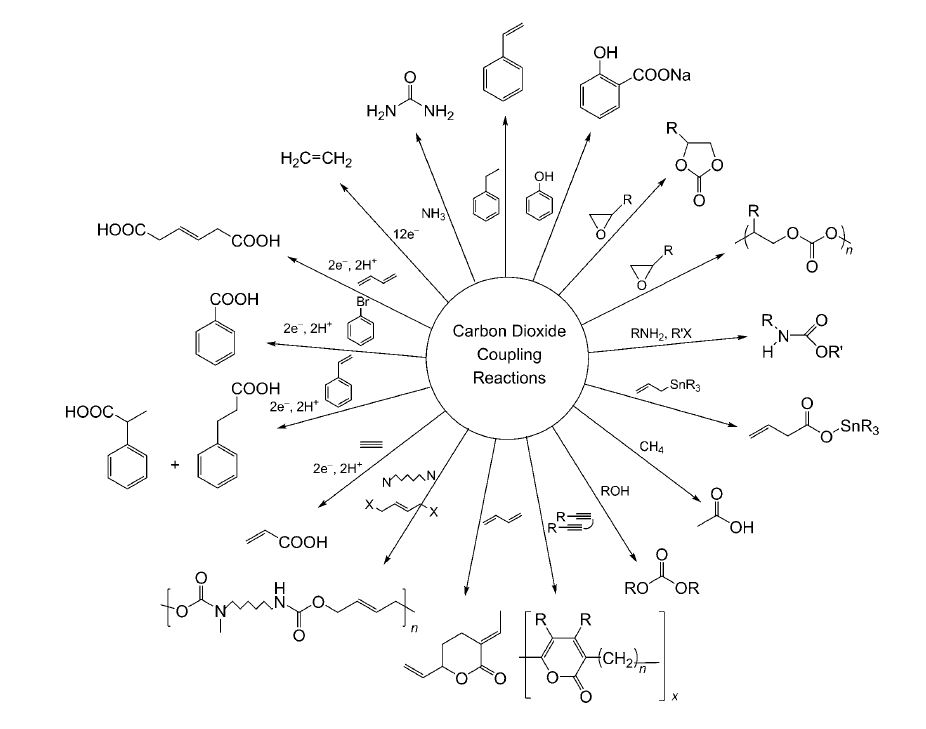 OH
COONa
O
H₂N NH₂
H₂C=CH₂
R
O O
O
NH₃
OH
R
O
12e⁻
HOOC
COOH
2e⁻, 2H⁺
R
O
R
O O
O
n
COOH
Br
2e⁻, 2H⁺
Carbon Dioxide
Coupling
Reactions
RNH₂, R'X
R
N
H
O
OR'
HOOC
COOH
+
2e⁻, 2H⁺
SnR₃
O
O
SnR₃
2e⁻, 2H⁺
CH₄
O
OH
N N
X
X
COOH
R
R
ROH
O
RO OR
O
O
N
H
N
O
O
n
O O
R R
O
O
(CH₂)n
x